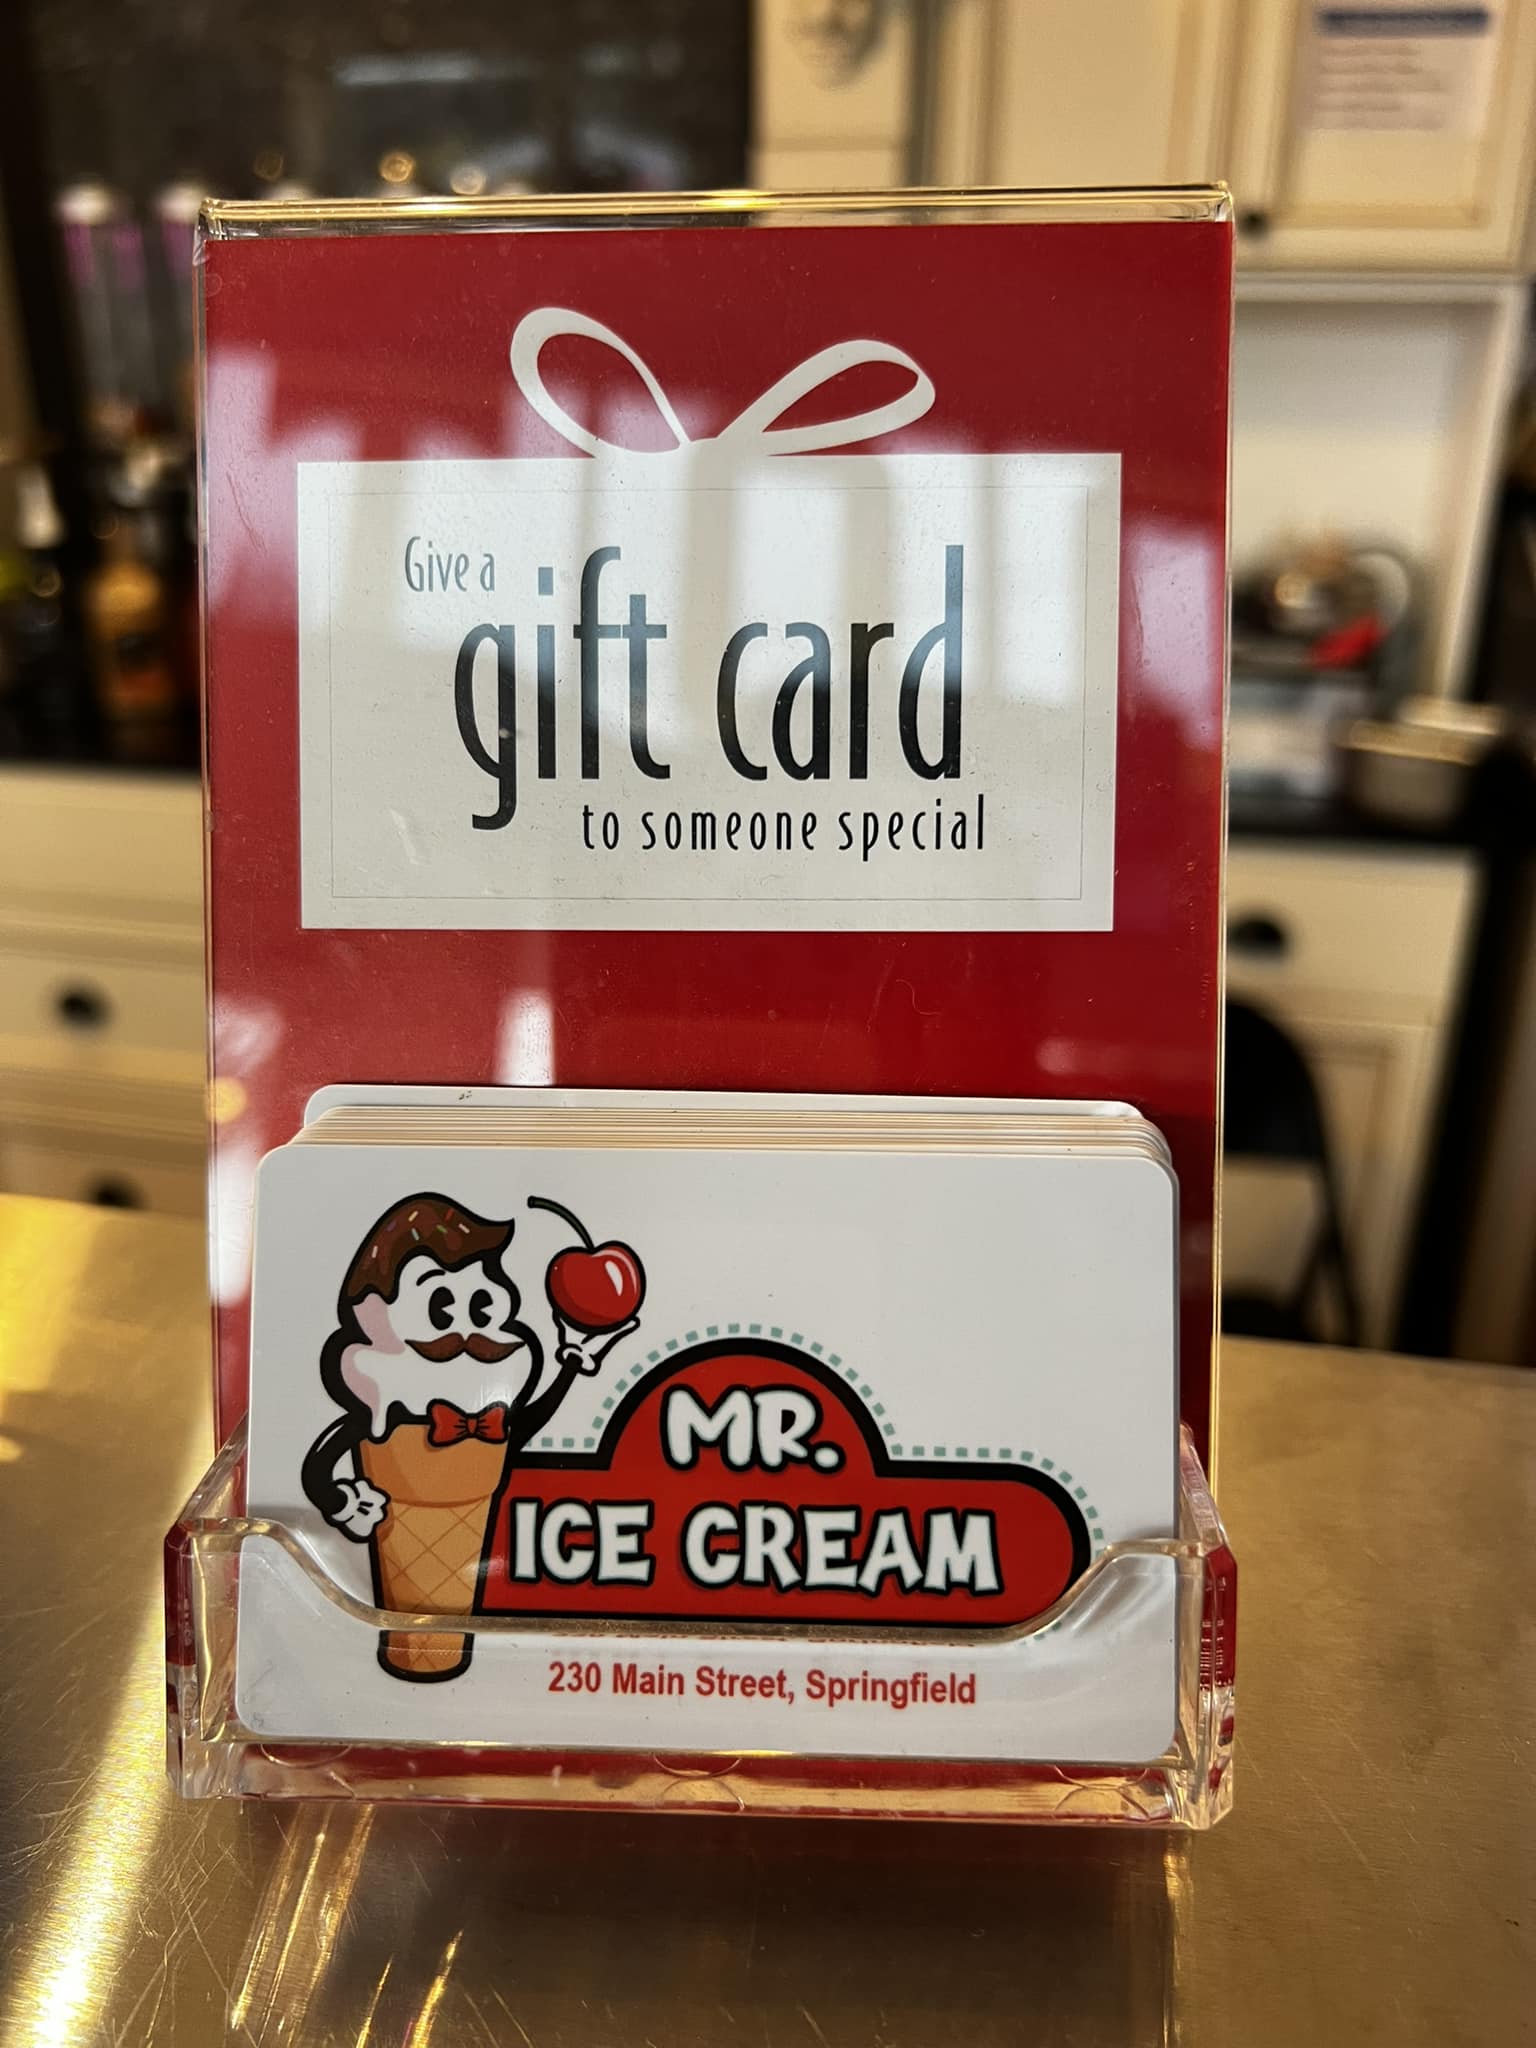 Give a
gift card
to someone special
MR.
ICE CREAM
230 Main Street, Springfield